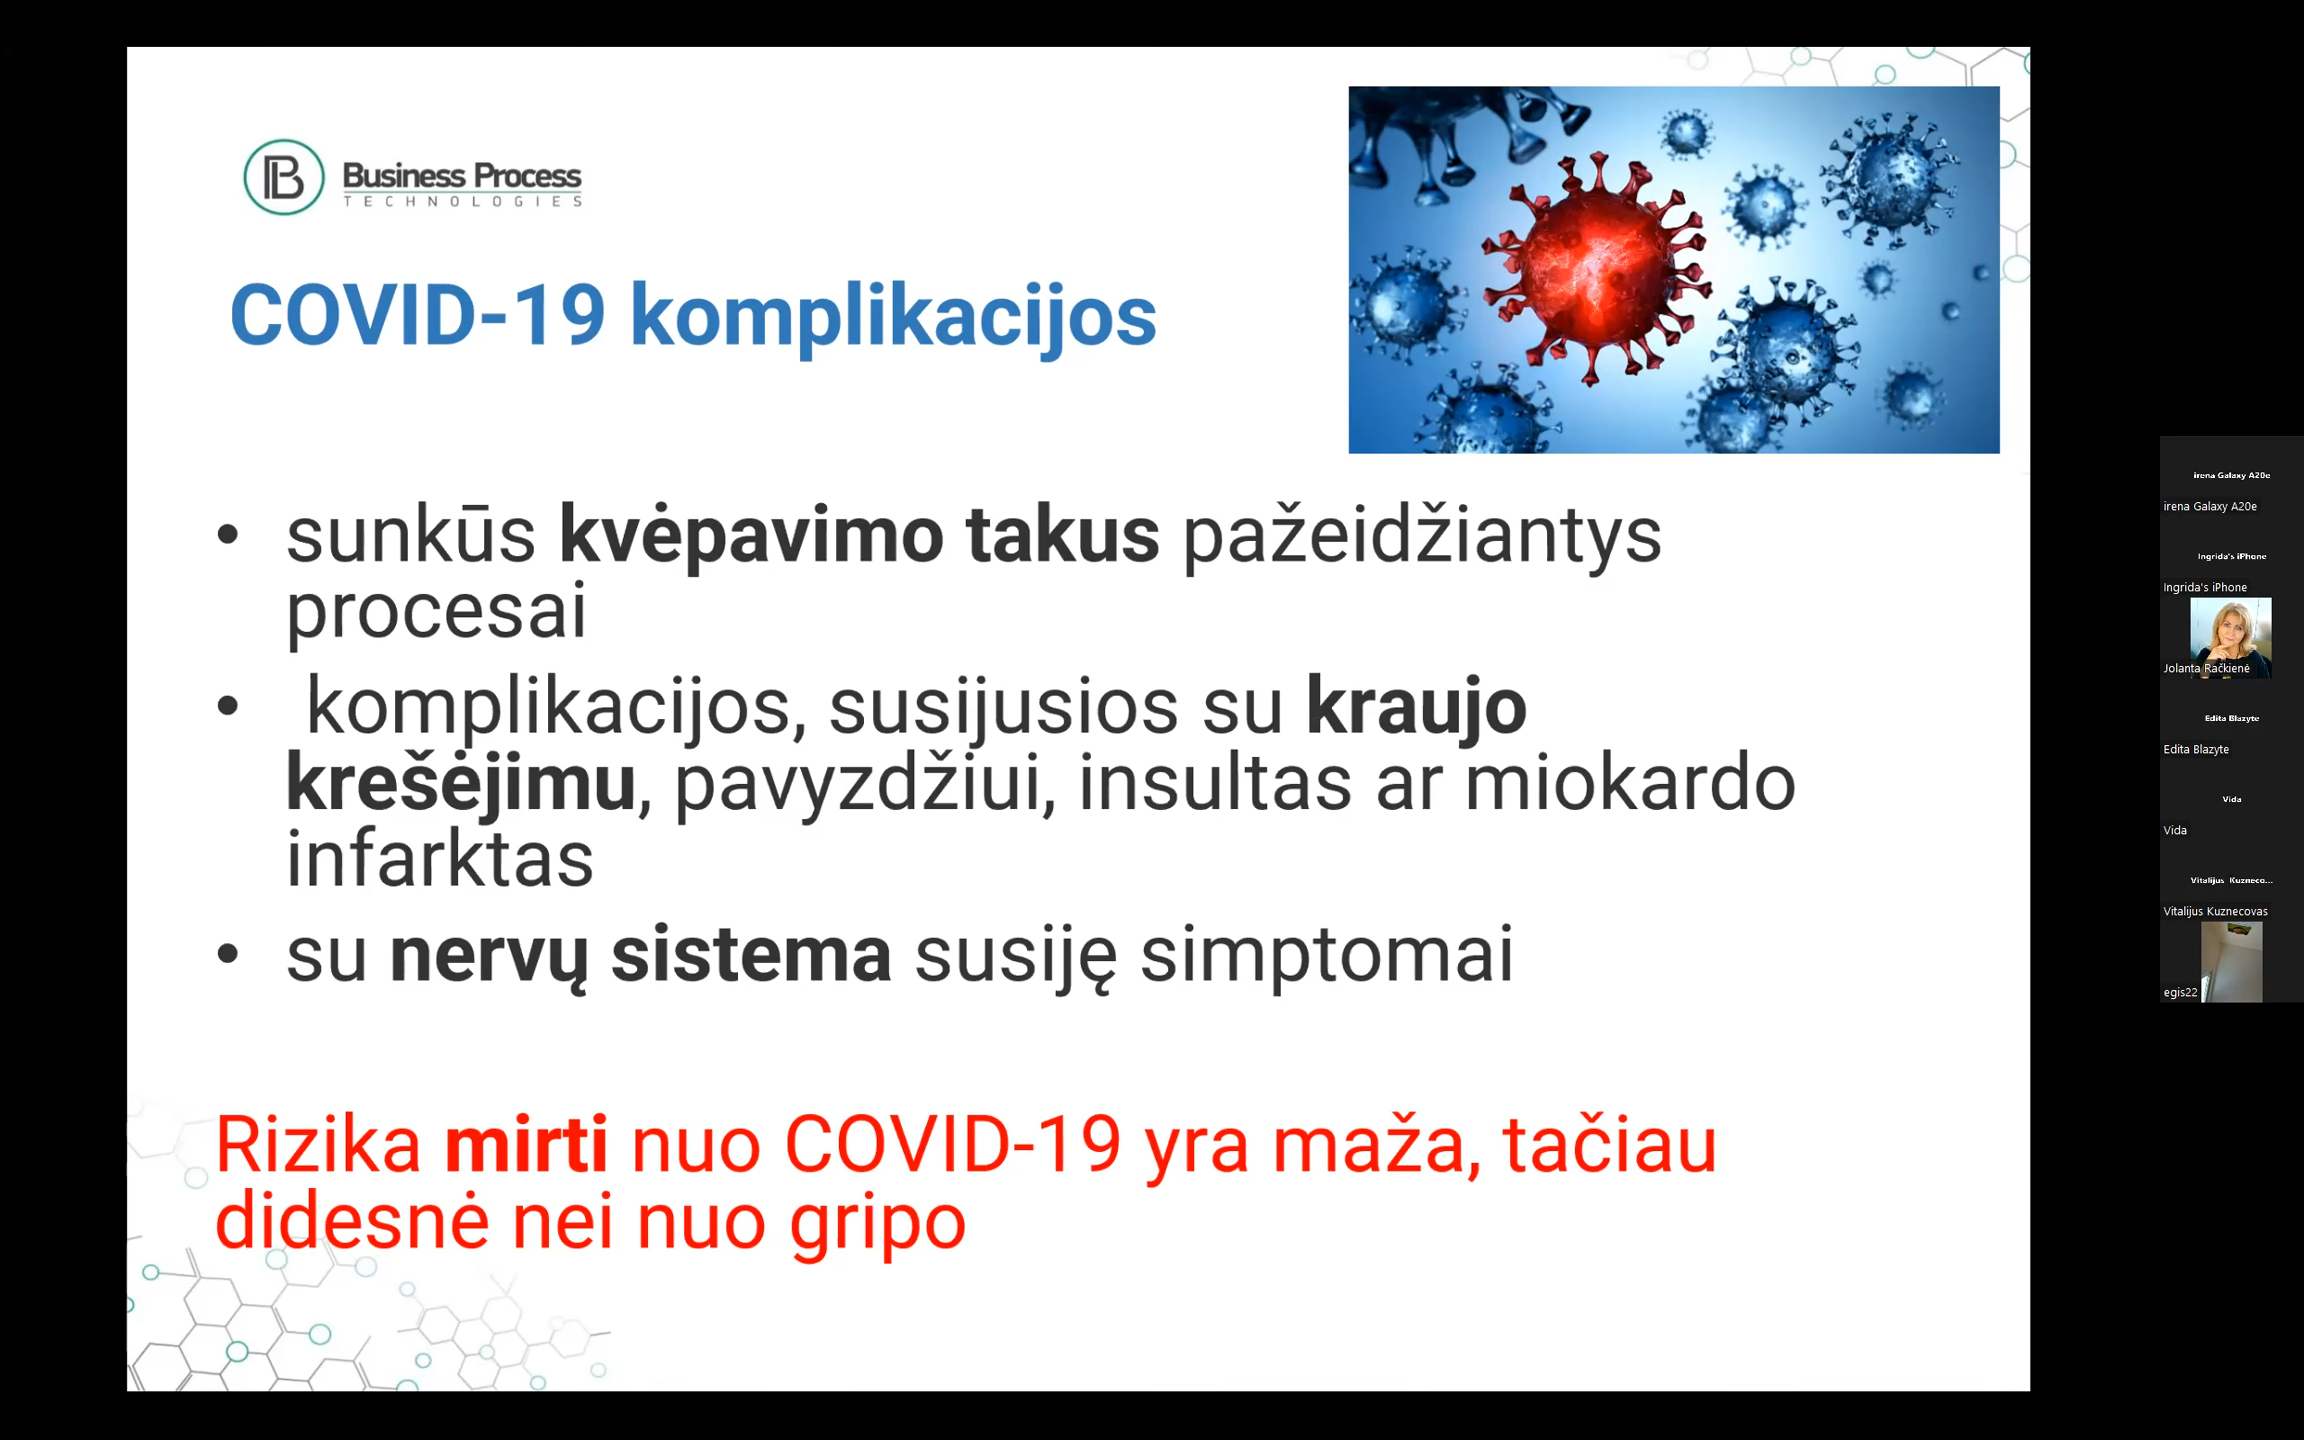 Business Process
TECHNOLOGIES
COVID-19 komplikacijos
• sunkūs kvėpavimo takus pažeidžiantys
procesai
• komplikacijos, susijusios su kraujo
krešėjimu, pavyzdžiui, insultas ar miokardo
infarktas
• su nervų sistema susiję simptomai
Rizika mirti nuo COVID-19 yra maža, tačiau
didesnė nei nuo gripo
irena Galaxy A20e
irena Galaxy A20e
Ingrida's iPhone
Ingrida's iPhone
Jolanta Račkienė
Edita Blazyte
Edita Blazyte
Vida
Vida
Vitalijus Kuzneco...
Vitalijus Kuznecovas
egis22